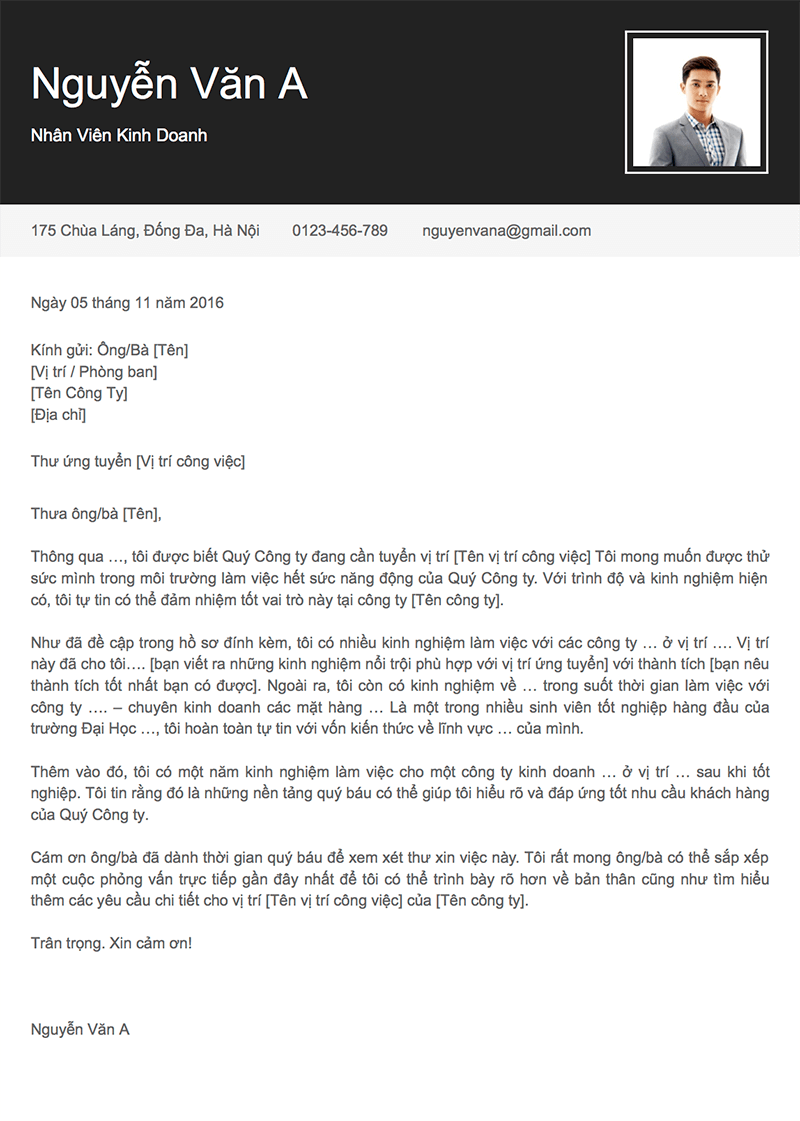 Nguyễn Văn A
Nhân Viên Kinh Doanh
175 Chùa Láng, Đống Đa, Hà Nội 0123-456-789 nguyenvana@gmail.com
Ngày 05 tháng 11 năm 2016
Kính gửi: Ông/Bà [Tên]
[Vị trí / Phòng ban]
[Tên Công Ty]
[Địa chỉ]
Thư ứng tuyển [Vị trí công việc]
Thưa ông/bà [Tên],
Thông qua …, tôi được biết Quý Công ty đang cần tuyển vị trí [Tên vị trí công việc] Tôi mong muốn được thử
sức mình trong môi trường làm việc hết sức năng động của Quý Công ty. Với trình độ và kinh nghiệm hiện
có, tôi tự tin có thể đảm nhiệm tốt vai trò này tại công ty [Tên công ty].
Như đã đề cập trong hồ sơ đính kèm, tôi có nhiều kinh nghiệm làm việc với các công ty … ở vị trí …. Vị trí
này đã cho tôi…. [bạn viết ra những kinh nghiệm nổi trội phù hợp với vị trí ứng tuyển] với thành tích [bạn nêu
thành tích tốt nhất bạn có được]. Ngoài ra, tôi còn có kinh nghiệm về … trong suốt thời gian làm việc với
công ty …. – chuyên kinh doanh các mặt hàng … Là một trong nhiều sinh viên tốt nghiệp hàng đầu của
trường Đại Học …, tôi hoàn toàn tự tin với vốn kiến thức về lĩnh vực … của mình.
Thêm vào đó, tôi có một năm kinh nghiệm làm việc cho một công ty kinh doanh … ở vị trí … sau khi tốt
nghiệp. Tôi tin rằng đó là những nền tảng quý báu có thể giúp tôi hiểu rõ và đáp ứng tốt nhu cầu khách hàng
của Quý Công ty.
Cám ơn ông/bà đã dành thời gian quý báu để xem xét thư xin việc này. Tôi rất mong ông/bà có thể sắp xếp
một cuộc phỏng vấn trực tiếp gần đây nhất để tôi có thể trình bày rõ hơn về bản thân cũng như tìm hiểu
thêm các yêu cầu chi tiết cho vị trí [Tên vị trí công việc] của [Tên công ty].
Trân trọng. Xin cảm ơn!
Nguyễn Văn A